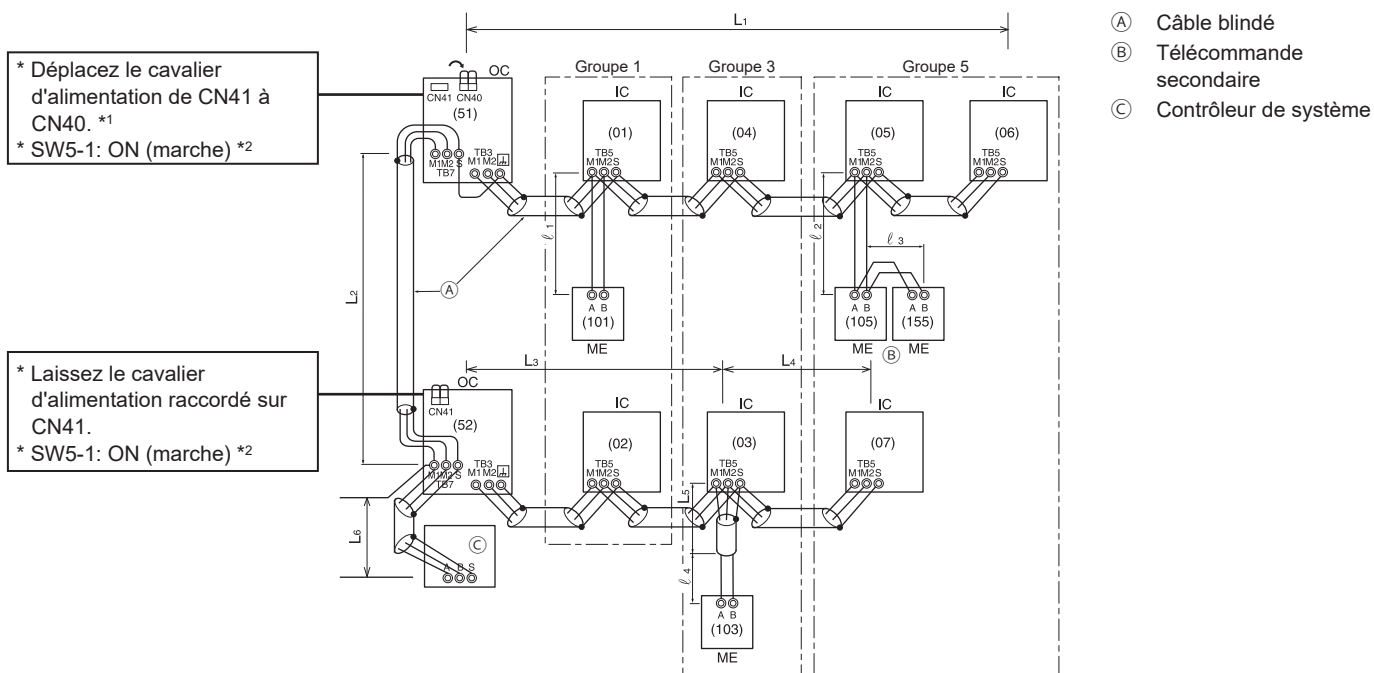 L1
Ⓐ Câble blindé
Ⓑ Télécommande
secondaire
Ⓒ Contrôleur de système
* Déplacez le cavalier
d'alimentation de CN41 à
CN40. *1
* SW5-1: ON (marche) *2
OC
CN41 CN40
(51)
M1M2 S
TB7
TB3
M1 M2
Groupe 1
Groupe 3
Groupe 5
IC
(01)
TB5
M1M2S
IC
(04)
TB5
M1M2S
IC
(05)
TB5
M1M2S
IC
(06)
TB5
M1M2S
L2
Ⓐ
ℓ1
ℓ2
ℓ3
A B
(101)
ME
A B
(105)
ME
Ⓑ
A B
(155)
ME
* Laissez le cavalier
d'alimentation raccordé sur
CN41.
* SW5-1: ON (marche) *2
L3
L4
OC
CN41
(52)
M1M2 S
TB7
TB3
M1 M2
IC
(02)
TB5
M1M2S
IC
(03)
TB5
M1M2S
IC
(07)
TB5
M1M2S
L5
L6
Ⓒ
A B S
ℓ4
A B
(103)
ME